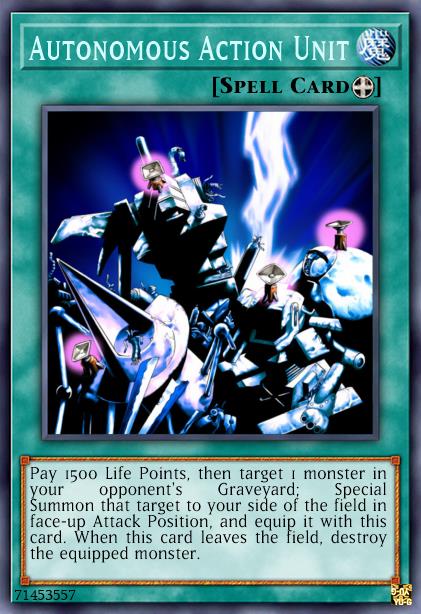 AUTONOMOUS ACTION UNIT
魔
[SPELL CARD]
Pay 1500 Life Points, then target 1 monster in
your opponent's Graveyard; Special
Summon that target to your side of the field in
face-up Attack Position, and equip it with this
card. When this card leaves the field, destroy
the equipped monster.
71453557